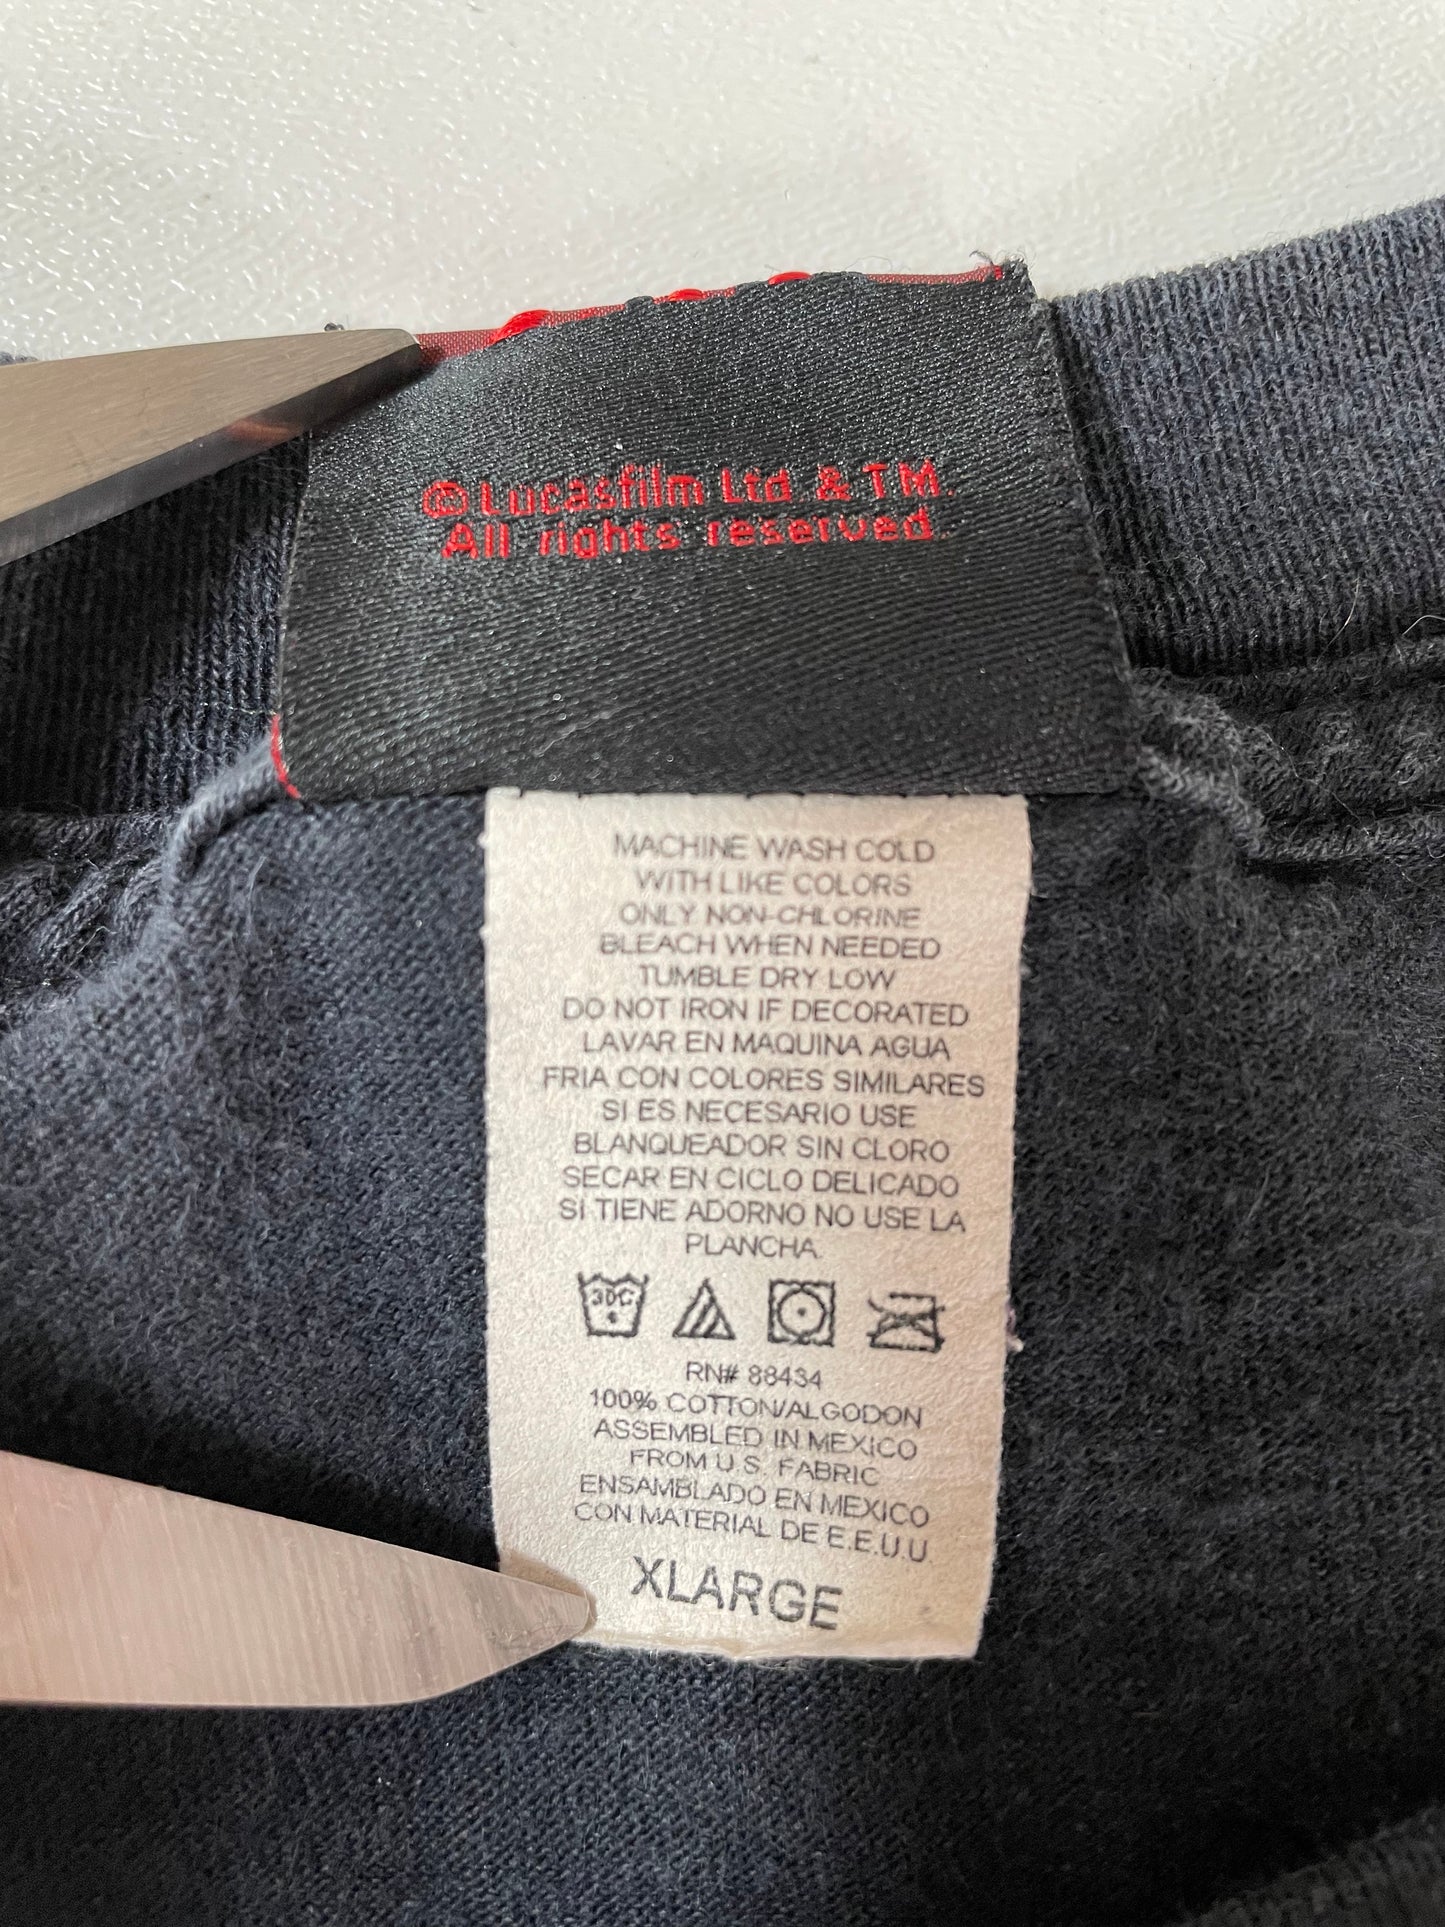 © Lucasfilm Ltd. & TM.
All rights reserved.
MACHINE WASH COLD
WITH LIKE COLORS
ONLY NON-CHLORINE
BLEACH WHEN NEEDED
TUMBLE DRY LOW
DO NOT IRON IF DECORATED
LAVAR EN MAQUINA AGUA
FRIA CON COLORES SIMILARES
SI ES NECESARIO USE
BLANQUEADOR SIN CLORO
SECAR EN CICLO DELICADO
SI TIENE ADORNO NO USE LA
PLANCHA.
30C
RN# 88434
100% COTTON/ALGODON
ASSEMBLED IN MEXICO
FROM U.S. FABRIC
ENSAMBLADO EN MEXICO
CON MATERIAL DE E.E.U.U.
XLARGE